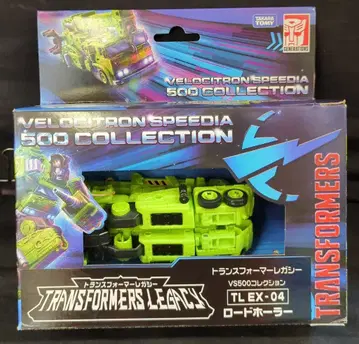 TAKARA TOMY
TRANSFORMERS
GENERATIONS
VELOCITRON SPEEDIA
500 COLLECTION
VELOCITRON SPEEDIA
500 COLLECTION
TRANSFORMERS
トランスフォーマーレガシー
TRANSFORMERS LEGACY
トランスフォーマーレガシー
VS500コレクション
TL EX-04
ロードホーラー